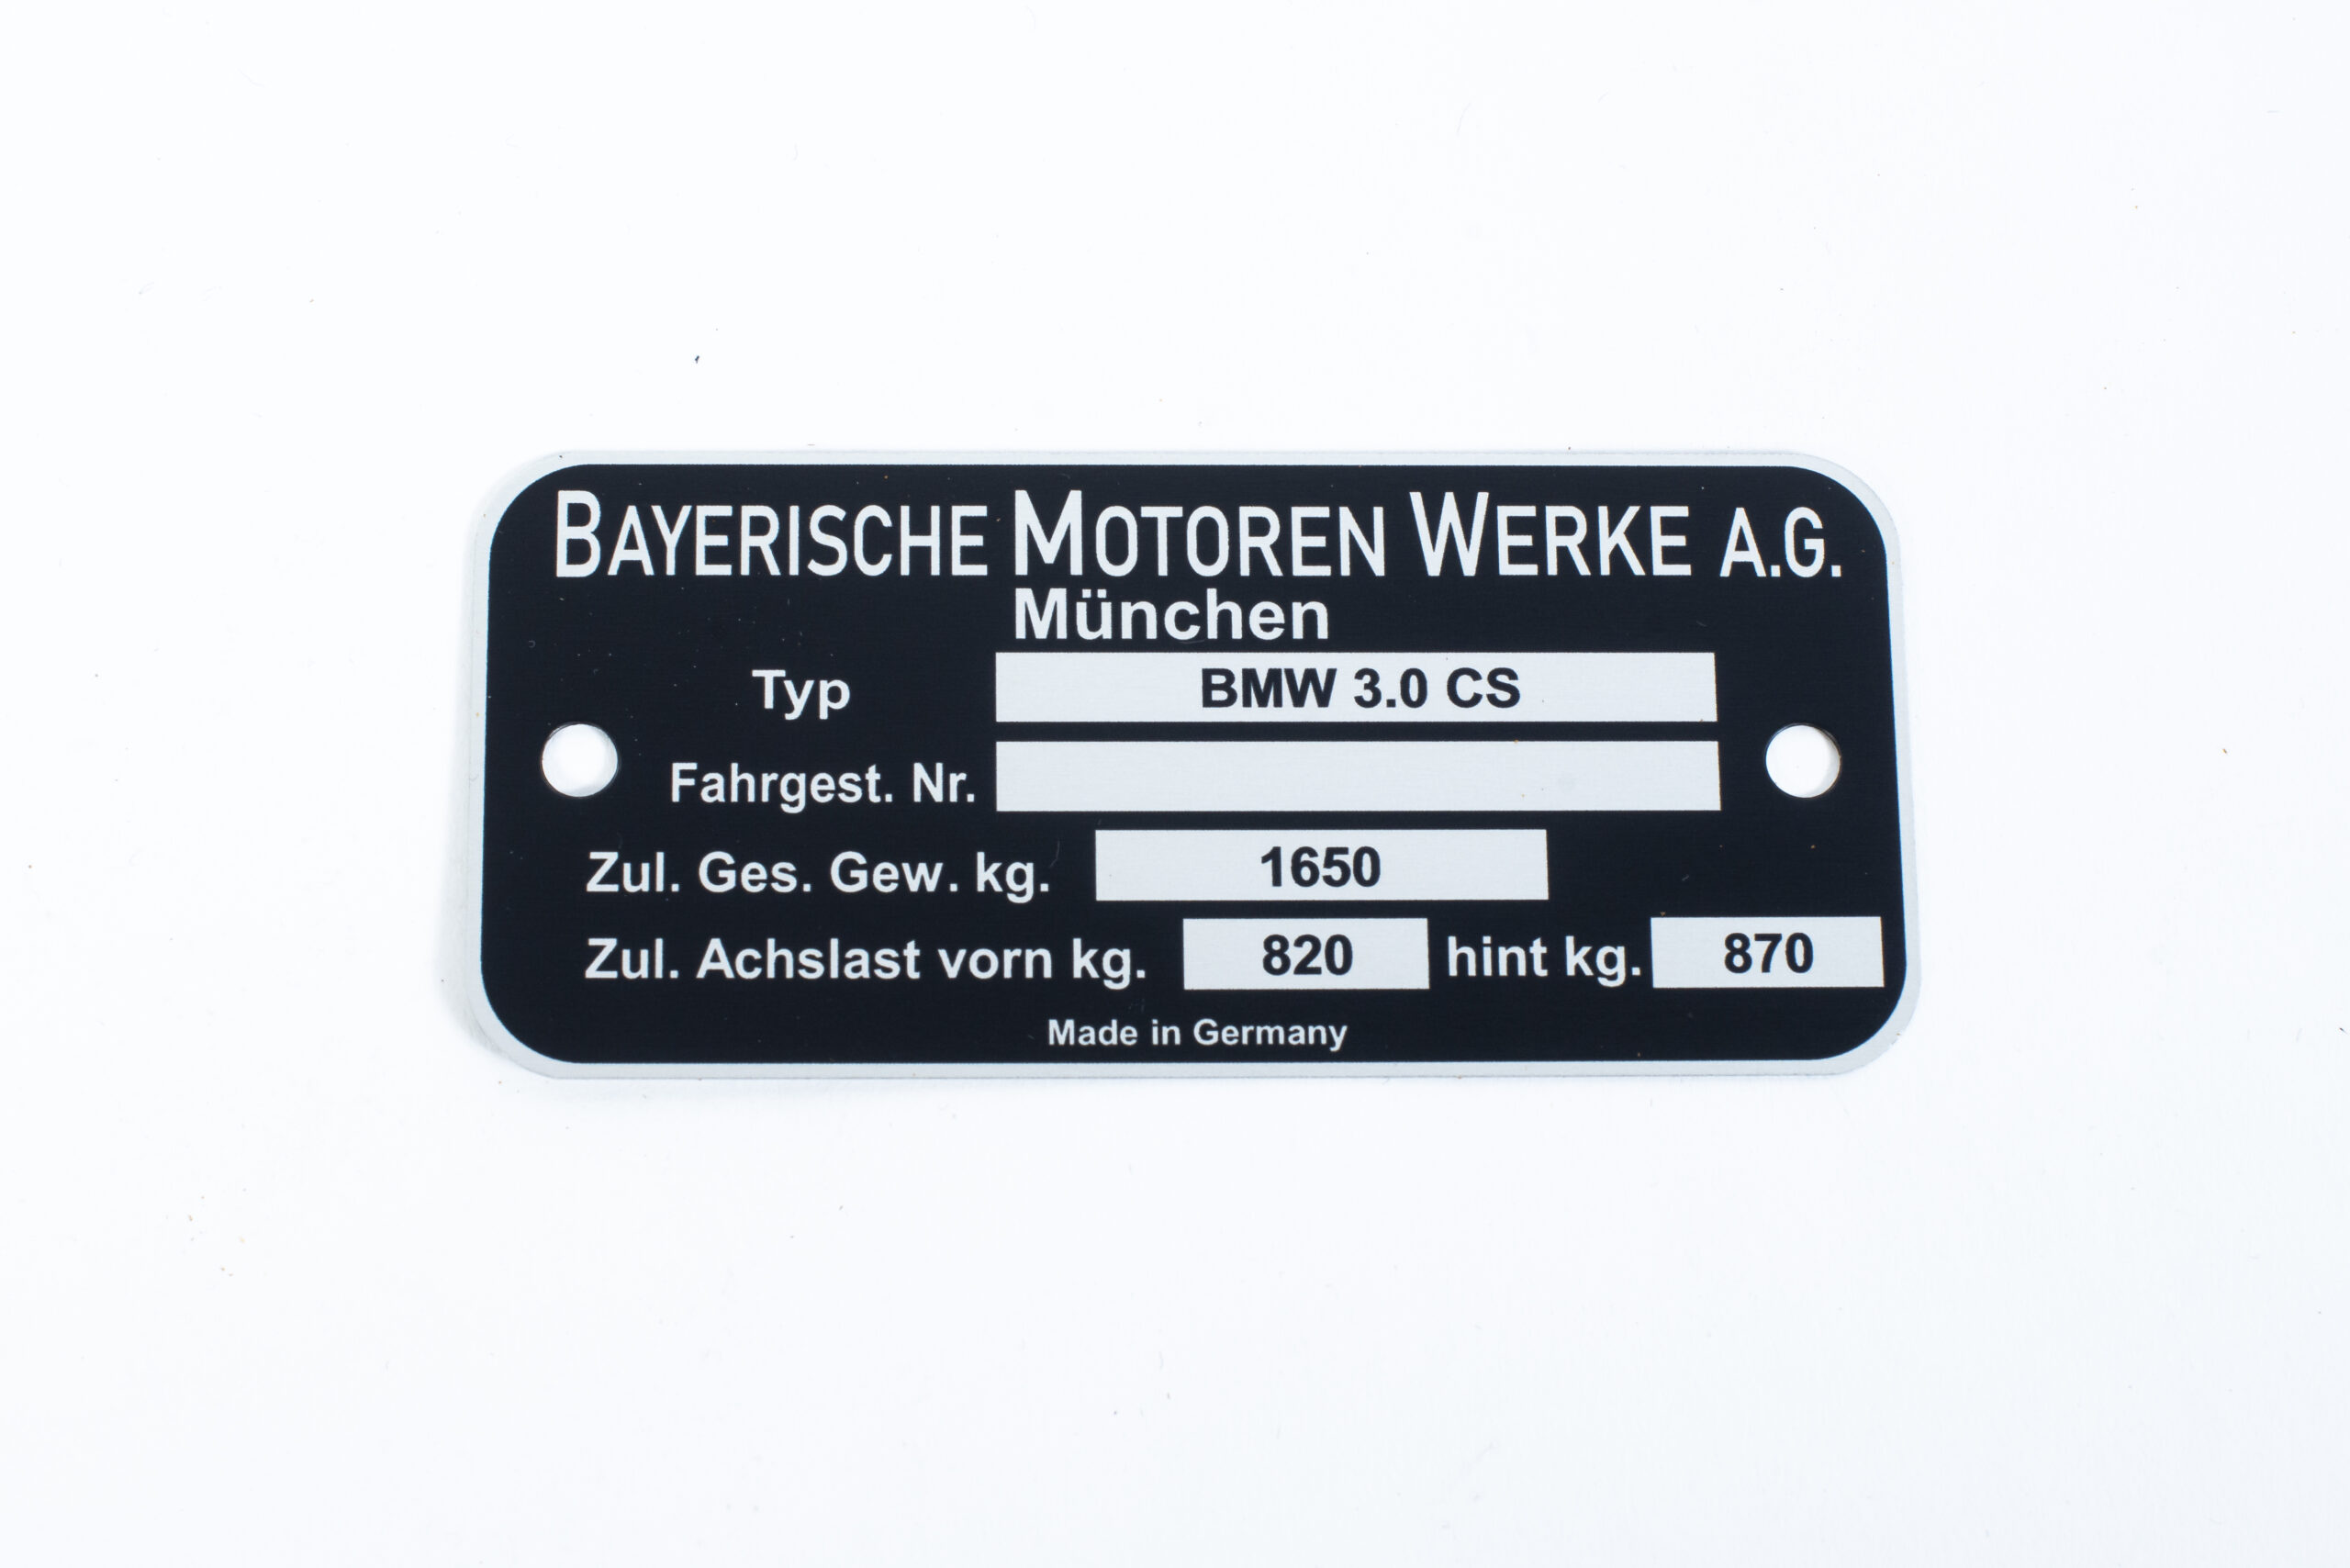 BAYERISCHE MOTOREN WERKE A.G.
München
Typ BMW 3.0 CS
Fahrgest. Nr.
Zul. Ges. Gew. kg. 1650
Zul. Achslast vorn kg. 820 hint kg. 870
Made in Germany